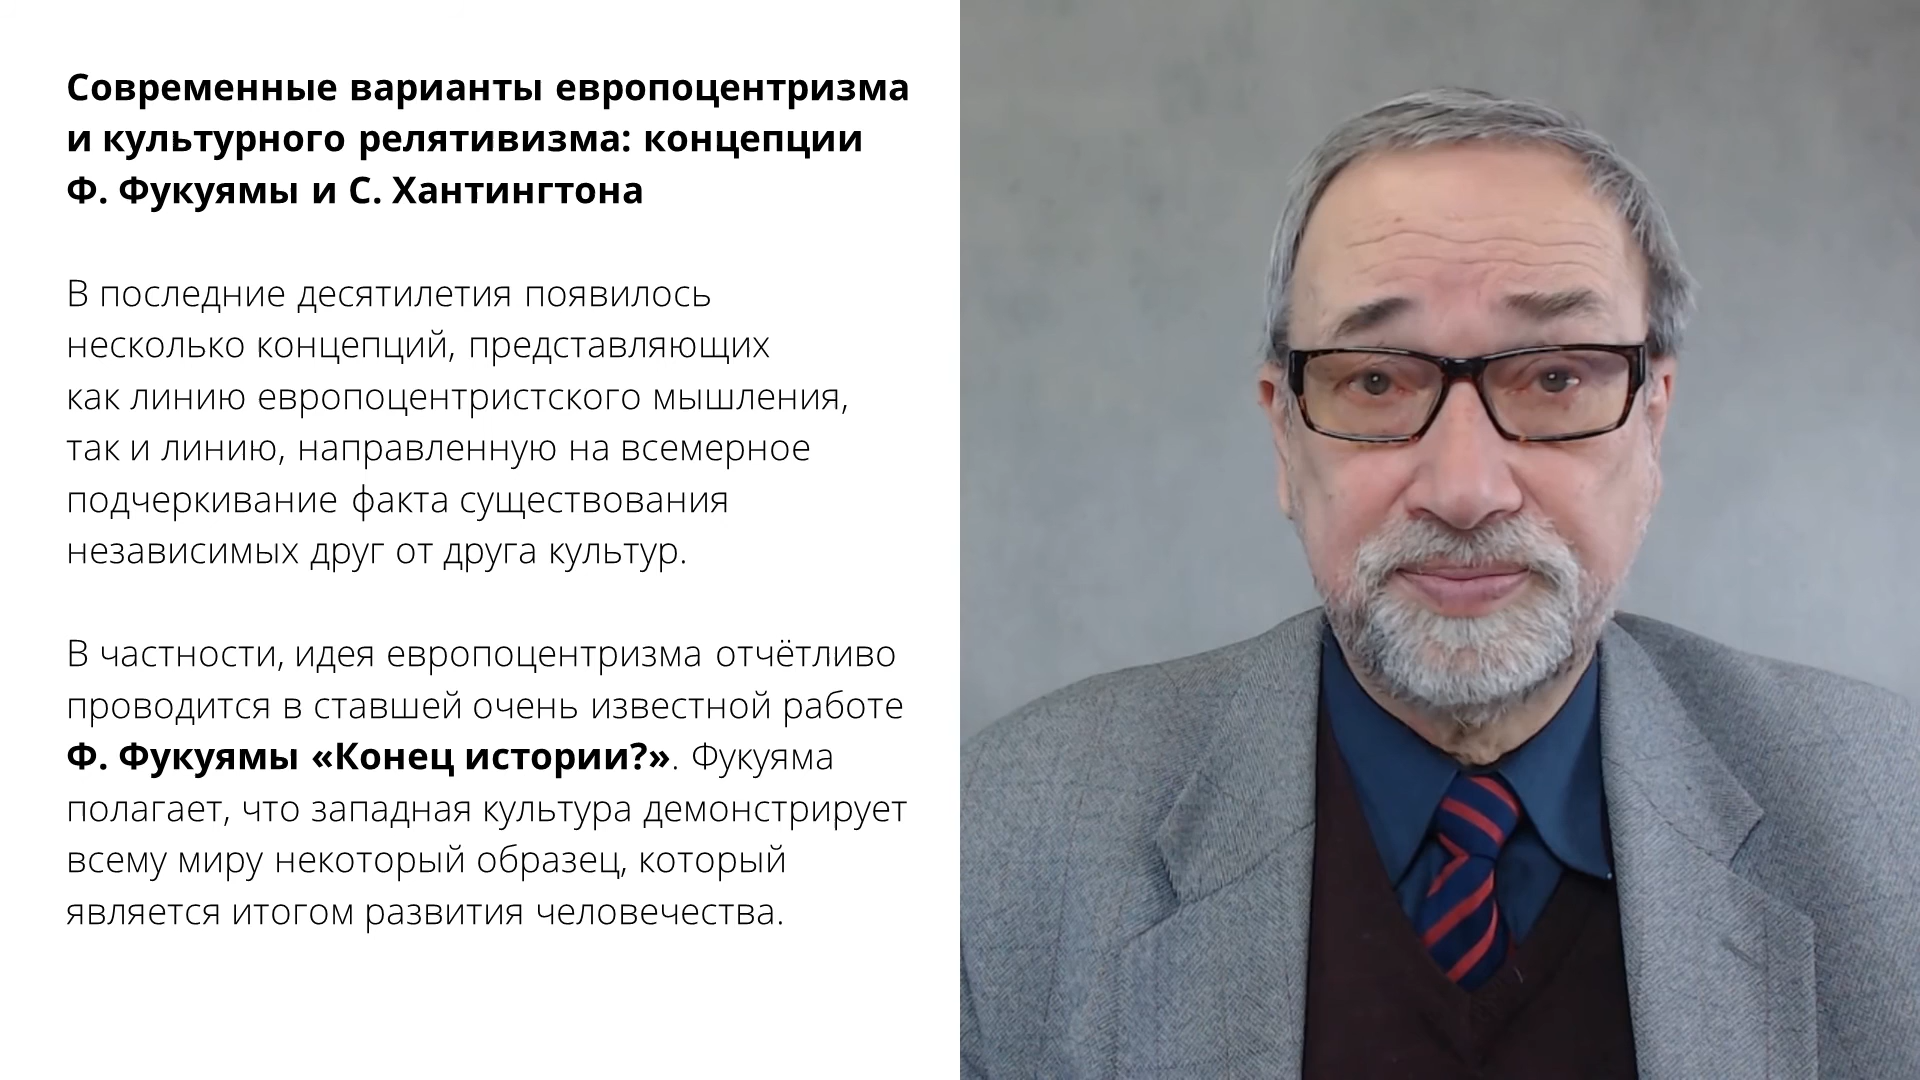 Современные варианты европоцентризма
и культурного релятивизма: концепции
Ф. Фукуямы и С. Хантингтона
В последние десятилетия появилось
несколько концепций, представляющих
как линию европоцентристского мышления,
так и линию, направленную на всемерное
подчеркивание факта существования
независимых друг от друга культур.
В частности, идея европоцентризма отчётливо
проводится в ставшей очень известной работе
Ф. Фукуямы «Конец истории?». Фукуяма
полагает, что западная культура демонстрирует
всему миру некоторый образец, который
является итогом развития человечества.